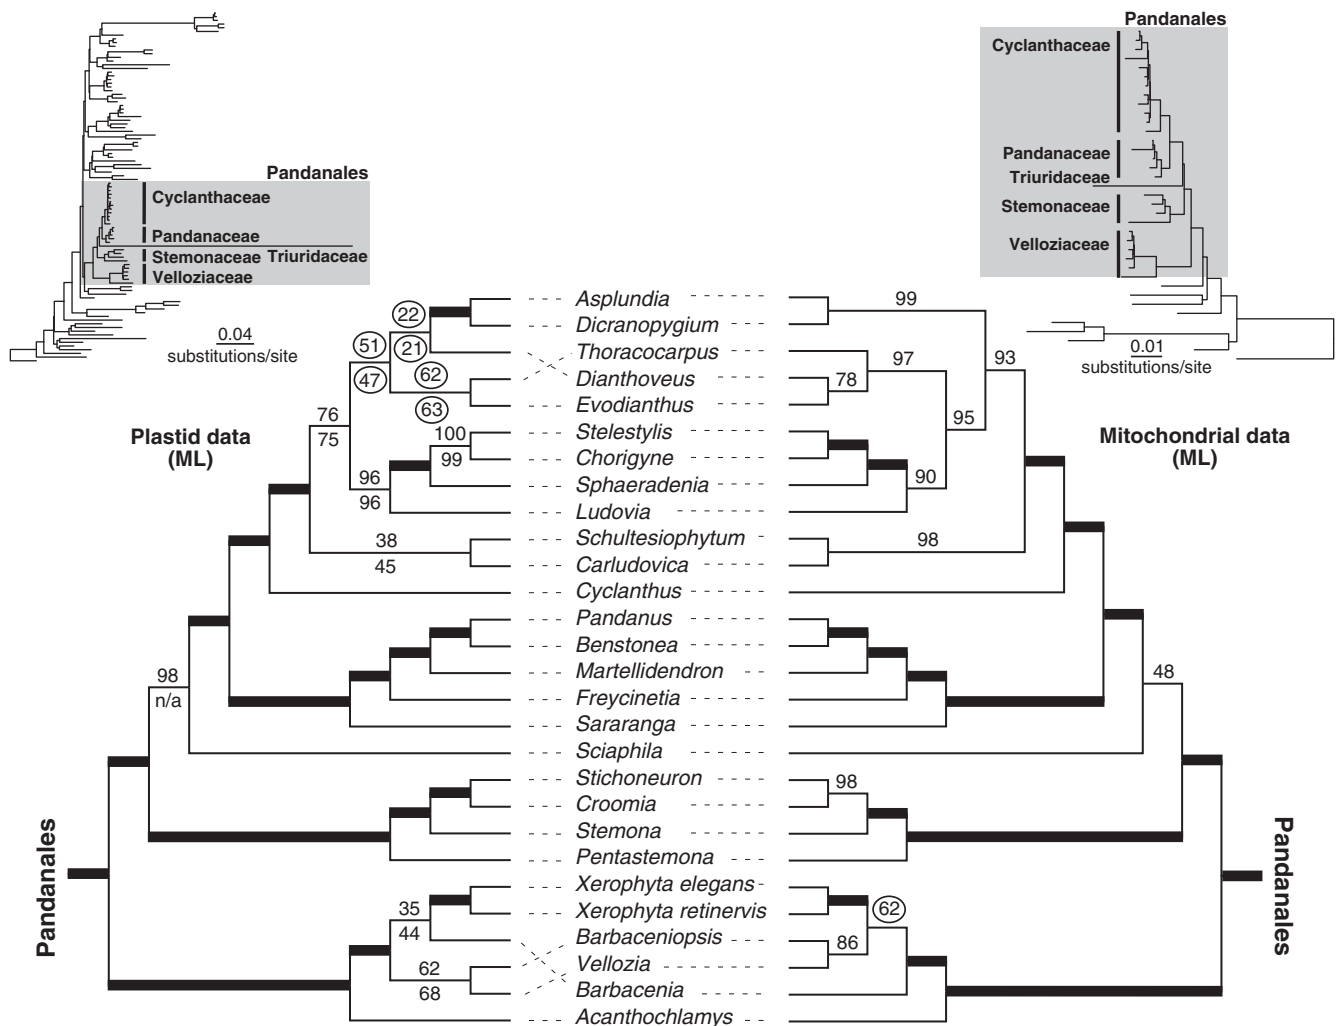 Pandanales
Cyclanthaceae
Pandanaceae
Stemonaceae Triuridaceae
Velloziaceae
0.04
substitutions/site
Pandanales
Cyclanthaceae
Pandanaceae
Triuridaceae
Stemonaceae
Velloziaceae
0.01
substitutions/site
Plastid data
(ML)
Mitochondrial data
(ML)
Asplundia
Dicranopygium
Thoracocarpus
Dianthoveus
Evodianthus
Stelestylis
Chorigyne
Sphaeradenia
Ludovia
Schultesiophytum
Carludovica
Cyclanthus
Pandanus
Benstonea
Martellidendron
Freycinetia
Sararanga
Sciaphila
Stichoneuron
Croomia
Stemona
Pentastemona
Xerophyta elegans
Xerophyta retinervis
Barbaceniopsis
Vellozia
Barbacenia
Acanthochlamys
22
51
21
47
62
63
76
75
100
99
96
96
38
45
98
n/a
35
44
62
68
99
93
97
78
95
90
98
48
98
62
86
Pandanales
Pandanales